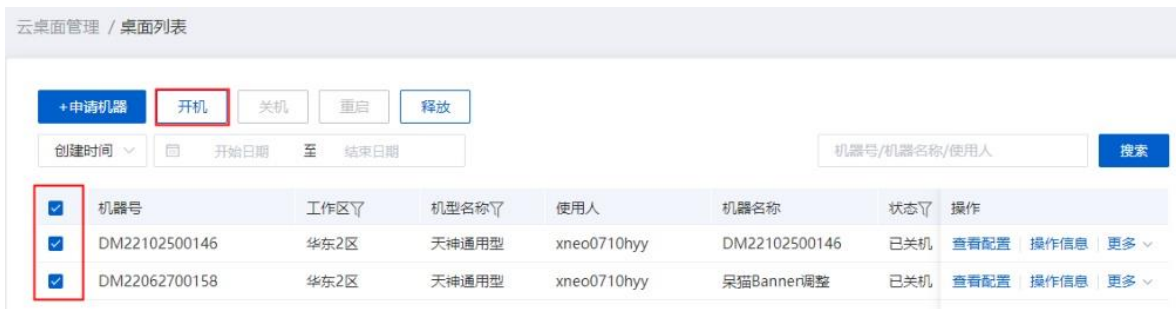 云桌面管理 / 桌面列表
+申请机器 开机 关机 重启 释放
创建时间 开始日期 至 结束日期 机器号/机器名称/使用人 搜索
机器号 工作区 机型名称 使用人 机器名称 状态 操作
DM22102500146 华东2区 天神通用型 xneo0710hyy DM22102500146 已关机 查看配置 操作信息 更多
DM22062700158 华东2区 天神通用型 xneo0710hyy 呆猫Banner调整 已关机 查看配置 操作信息 更多